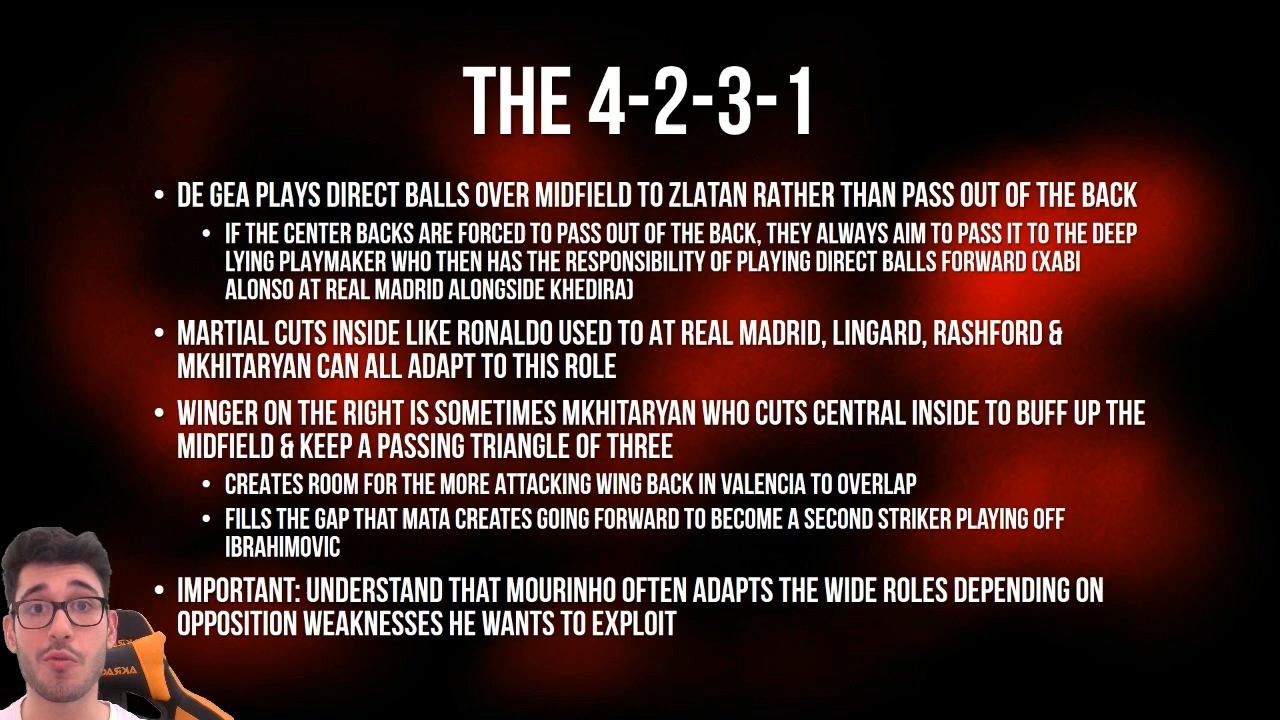 THE 4-2-3-1
• DE GEA PLAYS DIRECT BALLS OVER MIDFIELD TO ZLATAN RATHER THAN PASS OUT OF THE BACK
• IF THE CENTER BACKS ARE FORCED TO PASS OUT OF THE BACK, THEY ALWAYS AIM TO PASS IT TO THE DEEP
LYING PLAYMAKER WHO THEN HAS THE RESPONSIBILITY OF PLAYING DIRECT BALLS FORWARD (XABI
ALONSO AT REAL MADRID ALONGSIDE KHEDIRA)
• MARTIAL CUTS INSIDE LIKE RONALDO USED TO AT REAL MADRID, LINGARD, RASHFORD &
MKHITARYAN CAN ALL ADAPT TO THIS ROLE
• WINGER ON THE RIGHT IS SOMETIMES MKHITARYAN WHO CUTS CENTRAL INSIDE TO BUFF UP THE
MIDFIELD & KEEP A PASSING TRIANGLE OF THREE
• CREATES ROOM FOR THE MORE ATTACKING WING BACK IN VALENCIA TO OVERLAP
• FILLS THE GAP THAT MATA CREATES GOING FORWARD TO BECOME A SECOND STRIKER PLAYING OFF
IBRAHIMOVIC
• IMPORTANT: UNDERSTAND THAT MOURINHO OFTEN ADAPTS THE WIDE ROLES DEPENDING ON
OPPOSITION WEAKNESSES HE WANTS TO EXPLOIT